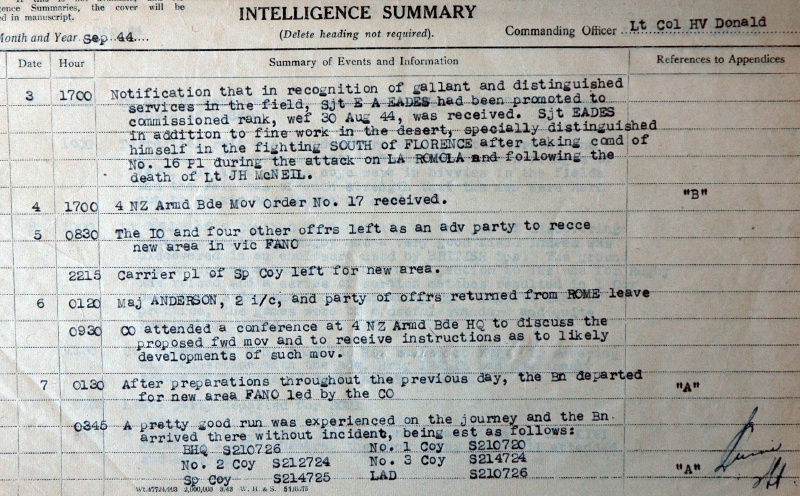 gence Summaries, the cover will be
ed in manuscript.
INTELLIGENCE SUMMARY
(Delete heading not required).
Commanding Officer Lt Col HV Donald
Month and Year Sep 44
Date Hour Summary of Events and Information References to Appendices
3 1700 Notification that in recognition of gallant and distinguished
services in the field, Sjt E A EADES had been promoted to
commissioned rank, wef 30 Aug 44, was received. Sjt EADES
in addition to fine work in the desert, specially distinguished
himself in the fighting SOUTH of FLORENCE after taking comd of
No. 16 Pl during the attack on LA ROMOLA and following the
death of Lt JH McNEIL.
4 1700 4 NZ Armd Bde Mov Order No. 17 received. "B"
5 0830 The IO and four other offrs left as an adv party to recce
new area in vic FANO
2215 Carrier pl of Sp Coy left for new area.
6 0120 Maj ANDERSON, 2 i/c, and party of offrs returned from ROME leave
0930 CO attended a conference at 4 NZ Armd Bde HQ to discuss the
proposed fwd mov and to receive instructions as to likely
developments of such mov.
7 0130 After preparations throughout the previous day, the Bn departed
for new area FANO led by the CO "A"
0345 A pretty good run was experienced on the journey and the Bn
arrived there without incident, being est as follows:
BHQ S210726 No. 1 Coy S210720
No. 2 Coy S212724 No. 3 Coy S214724
Sp Coy S214725 LAD S210726 "A"